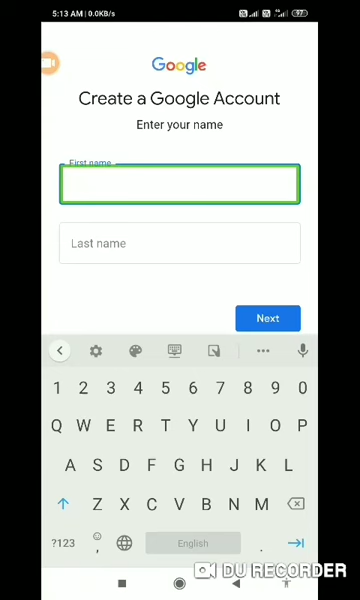 5:13 AM | 0.0KB/s
97
Google
Create a Google Account
Enter your name
First name
Last name
Next
1 2 3 4 5 6 7 8 9 0
Q W E R T Y U I O P
A S D F G H J K L
Z X C V B N M
?123 , English .
DU RECORDER